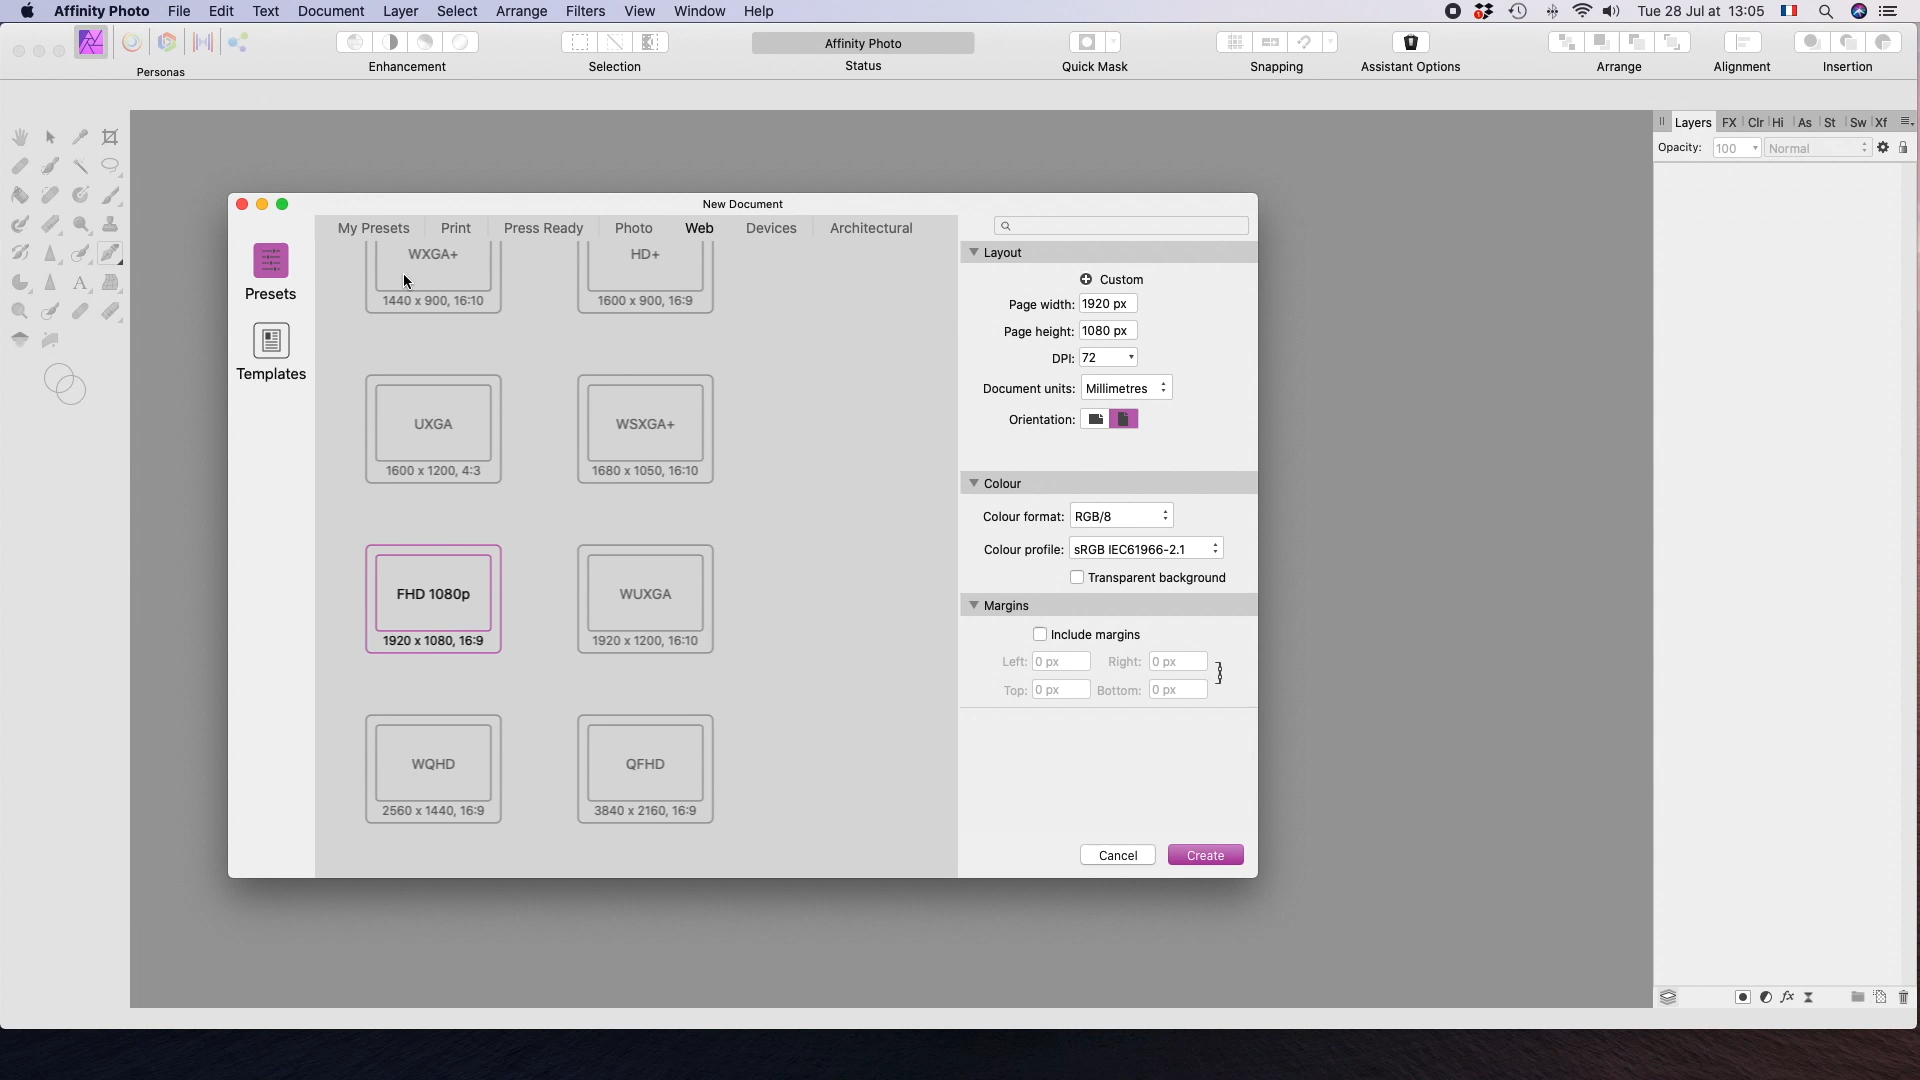 Affinity Photo File Edit Text Document Layer Select Arrange Filters View Window Help Tue 28 Jul at 13:05
Affinity Photo
Personas Enhancement Selection Status Quick Mask Snapping Assistant Options Arrange Alignment Insertion
Layers FX Clr Hi As St Sw Xf
Opacity: 100 Normal
New Document
My Presets Print Press Ready Photo Web Devices Architectural
Presets
Templates
WXGA+
1440 x 900, 16:10
HD+
1600 x 900, 16:9
UXGA
1600 x 1200, 4:3
WSXGA+
1680 x 1050, 16:10
FHD 1080p
1920 x 1080, 16:9
WUXGA
1920 x 1200, 16:10
WQHD
2560 x 1440, 16:9
QFHD
3840 x 2160, 16:9
Layout
Custom
Page width: 1920 px
Page height: 1080 px
DPI: 72
Document units: Millimetres
Orientation:
Colour
Colour format: RGB/8
Colour profile: sRGB IEC61966-2.1
Transparent background
Margins
Include margins
Left: 0 px Right: 0 px
Top: 0 px Bottom: 0 px
Cancel Create